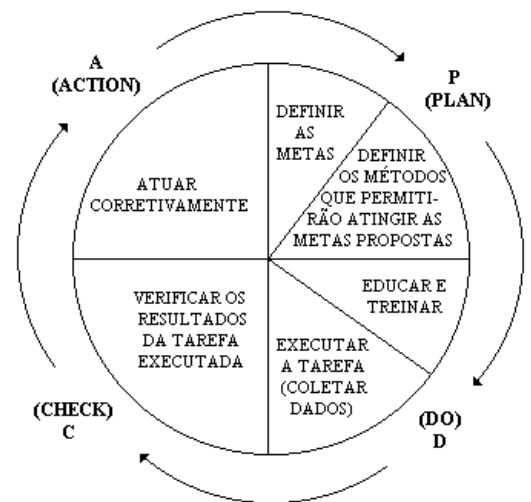 A
(ACTION)
P
(PLAN)
DEFINIR
AS
METAS
DEFINIR
OS MÉTODOS
QUE PERMITI-
RÃO ATINGIR AS
METAS PROPOSTAS
ATUAR
CORRETIVAMENTE
EDUCAR E
TREINAR
VERIFICAR OS
RESULTADOS
DA TAREFA
EXECUTADA
EXECUTAR
A TAREFA
(COLETAR
DADOS)
(CHECK)
C
(DO)
D